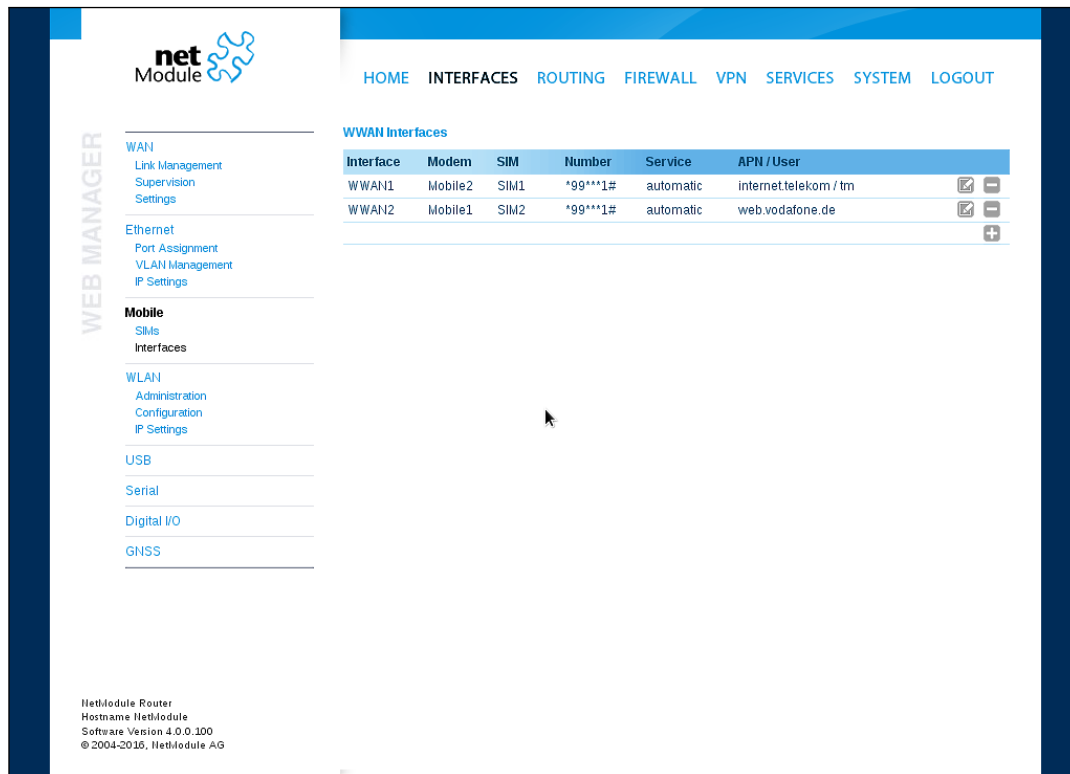 net
Module
HOME INTERFACES ROUTING FIREWALL VPN SERVICES SYSTEM LOGOUT
WEB MANAGER
WAN
Link Management
Supervision
Settings
Ethernet
Port Assignment
VLAN Management
IP Settings
Mobile
SIMs
Interfaces
WLAN
Administration
Configuration
IP Settings
USB
Serial
Digital I/O
GNSS
WWAN Interfaces
Interface Modem SIM Number Service APN / User
WWAN1 Mobile2 SIM1 *99***1# automatic internet.telekom / tm
WWAN2 Mobile1 SIM2 *99***1# automatic web.vodafone.de
NetModule Router
Hostname NetModule
Software Version 4.0.0.100
© 2004-2016, NetModule AG